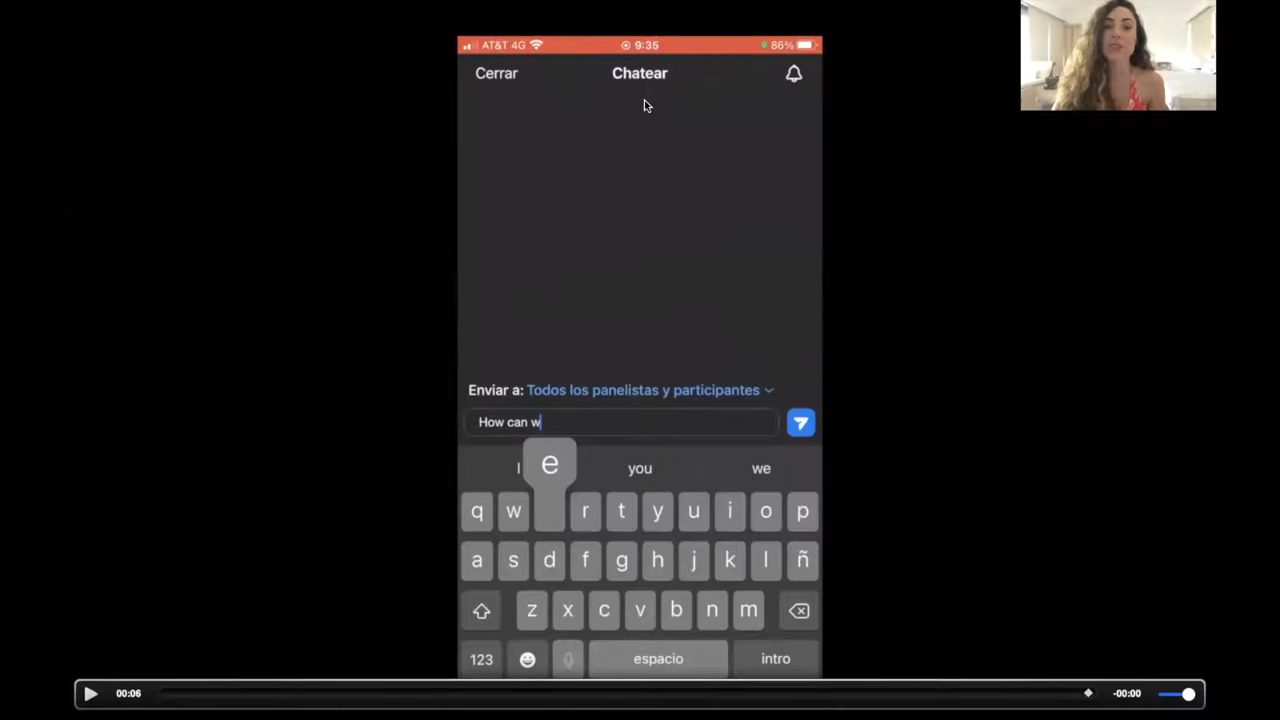 AT&T 4G 9:35 86%
Cerrar Chatear
Enviar a: Todos los panelistas y participantes
How can w
I e you we
q w r t y u i o p
a s d f g h j k l ñ
z x c v b n m
123 espacio intro
00:06 -00:00